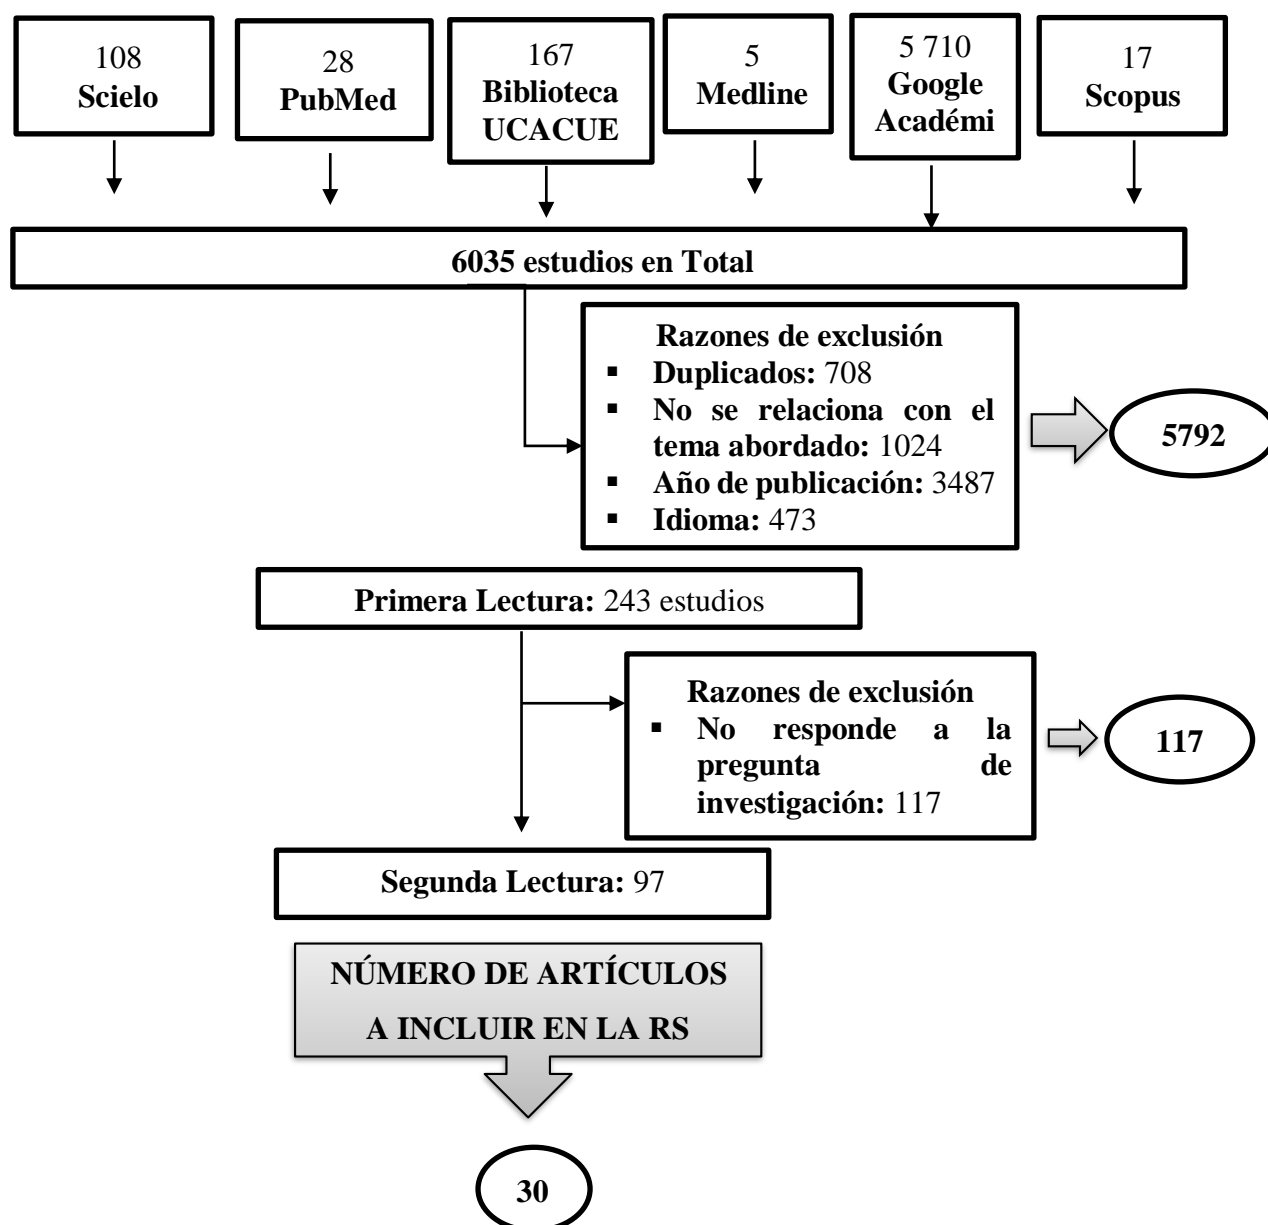 108
Scielo
28
PubMed
167
Biblioteca
UCACUE
5
Medline
5 710
Google
Académi
17
Scopus
6035 estudios en Total
Razones de exclusión
▪ Duplicados: 708
▪ No se relaciona con el
tema abordado: 1024
▪ Año de publicación: 3487
▪ Idioma: 473
5792
Primera Lectura: 243 estudios
Razones de exclusión
▪ No responde a la
pregunta de
investigación: 117
117
Segunda Lectura: 97
NÚMERO DE ARTÍCULOS
A INCLUIR EN LA RS
30